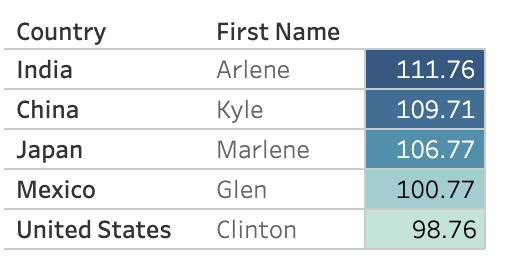 Country First Name
India Arlene 111.76
China Kyle 109.71
Japan Marlene 106.77
Mexico Glen 100.77
United States Clinton 98.76